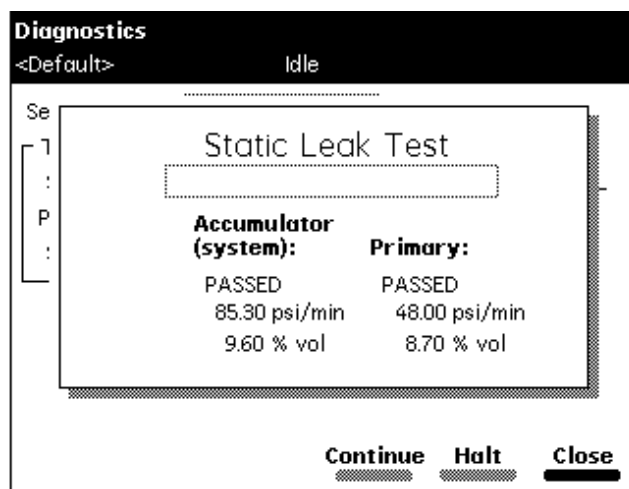 Diagnostics
<Default> Idle
Se
Static Leak Test
Accumulator
(system): Primary:
P
PASSED PASSED
85.30 psi/min 48.00 psi/min
9.60 % vol 8.70 % vol
Continue Halt Close